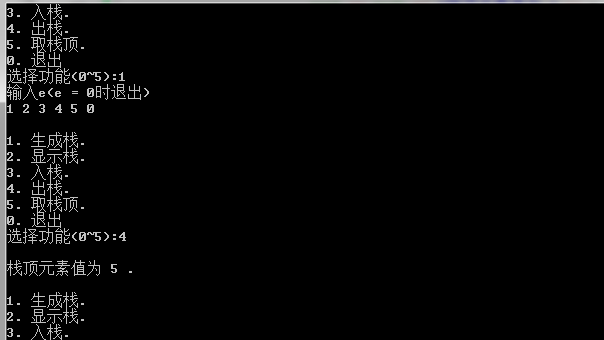 3. 入栈.
4. 出栈.
5. 取栈顶.
0. 退出
选择功能(0~5):1
输入e(e = 0时退出)
1 2 3 4 5 0
1. 生成栈.
2. 显示栈.
3. 入栈.
4. 出栈.
5. 取栈顶.
0. 退出
选择功能(0~5):4
栈顶元素值为 5 .
1. 生成栈.
2. 显示栈.
3. 入栈.